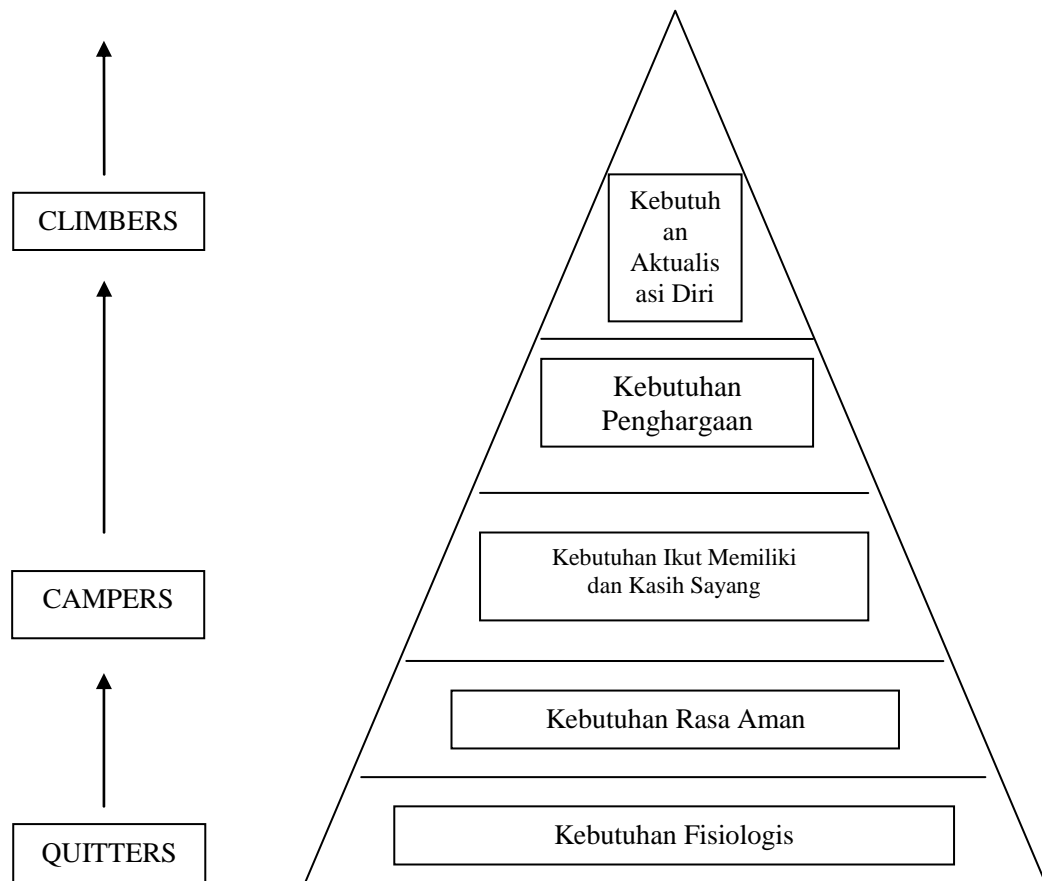 CLIMBERS
Kebutuh
an
Aktualis
asi Diri
Kebutuhan
Penghargaan
CAMPERS
Kebutuhan Ikut Memiliki
dan Kasih Sayang
Kebutuhan Rasa Aman
QUITTERS
Kebutuhan Fisiologis